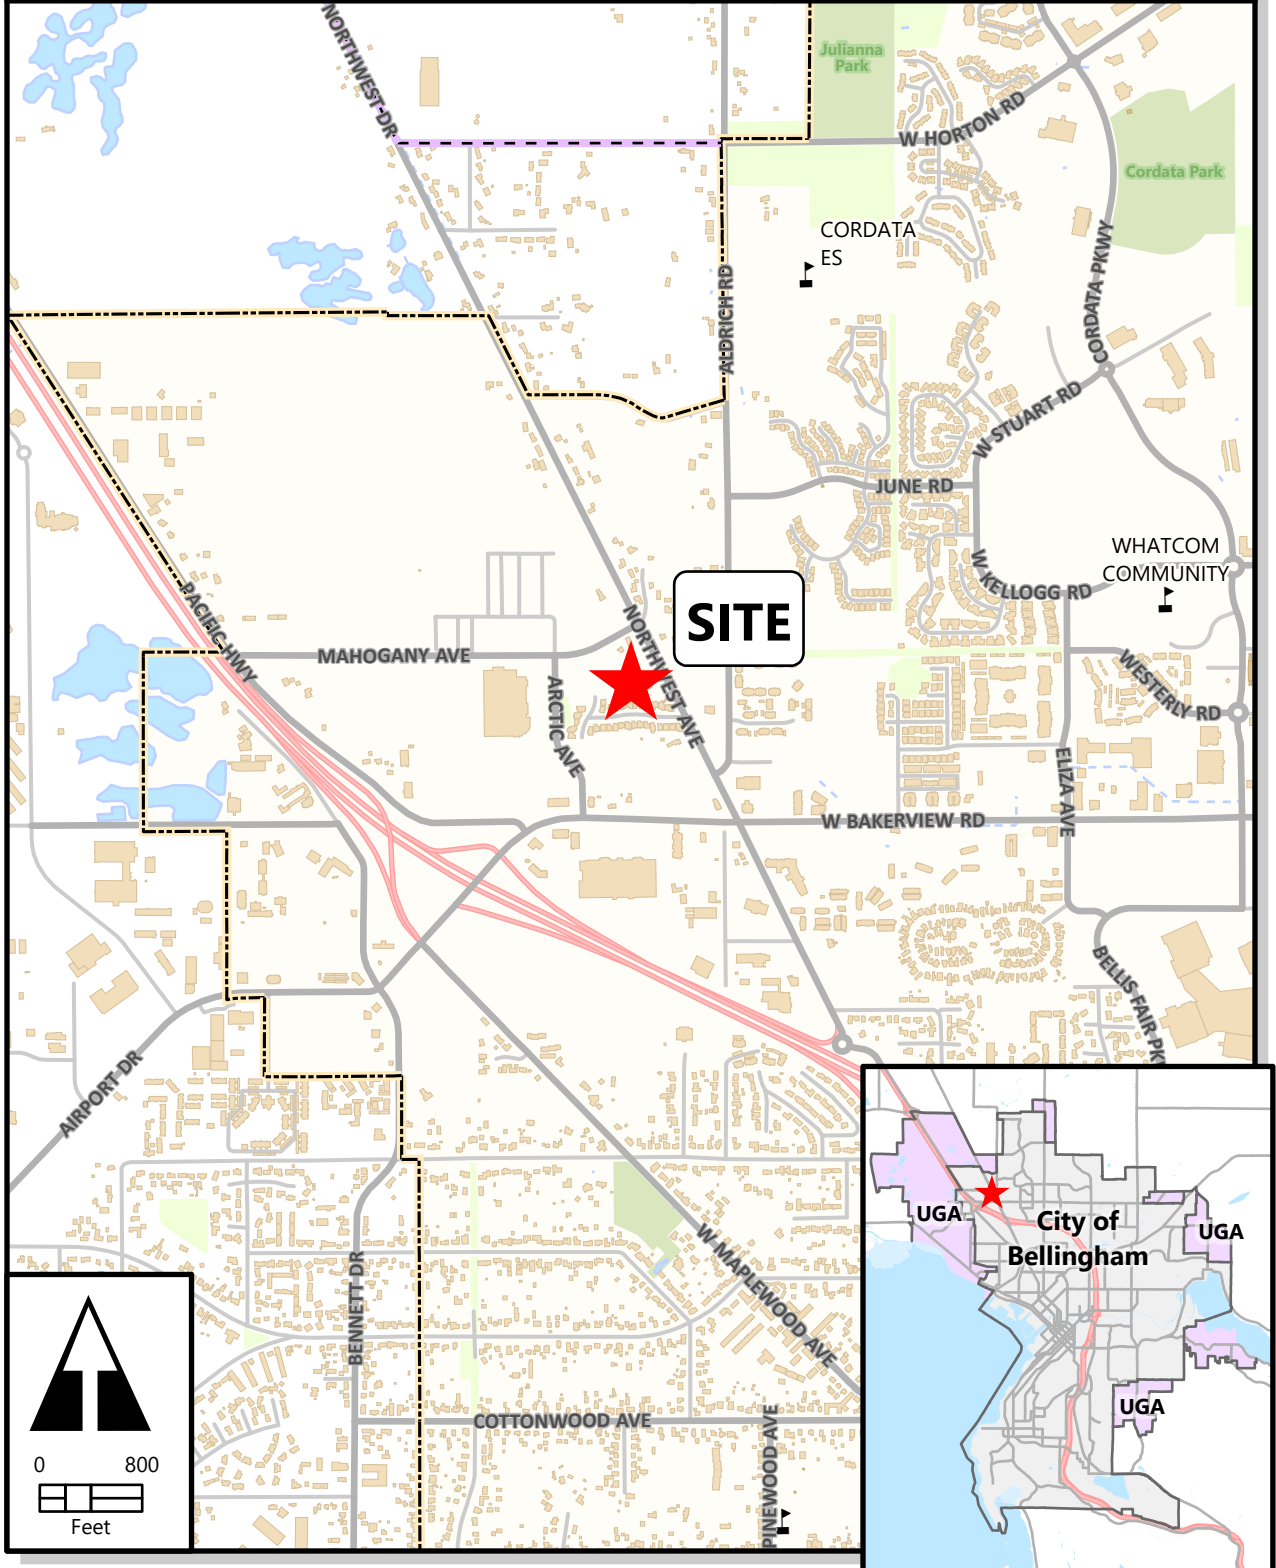 NORTHWEST DR
Julianna
Park
W HORTON RD
Cordata Park
CORDATA
ES
CORDATA PKWY
ALDRICH RD
W STUART RD
JUNE RD
WHATCOM
COMMUNITY
W KELLOGG RD
PACIFIC HWY
SITE
NORTHWEST AVE
MAHOGANY AVE
ARCTIC AVE
WESTERLY RD
ELIZA AVE
W BAKERVIEW RD
BELLIS FAIR PK
AIRPORT DR
UGA
City of
Bellingham
UGA
UGA
W MAPLEWOOD AVE
BENNETT DR
COTTONWOOD AVE
PINEWOOD AVE
0 800
Feet